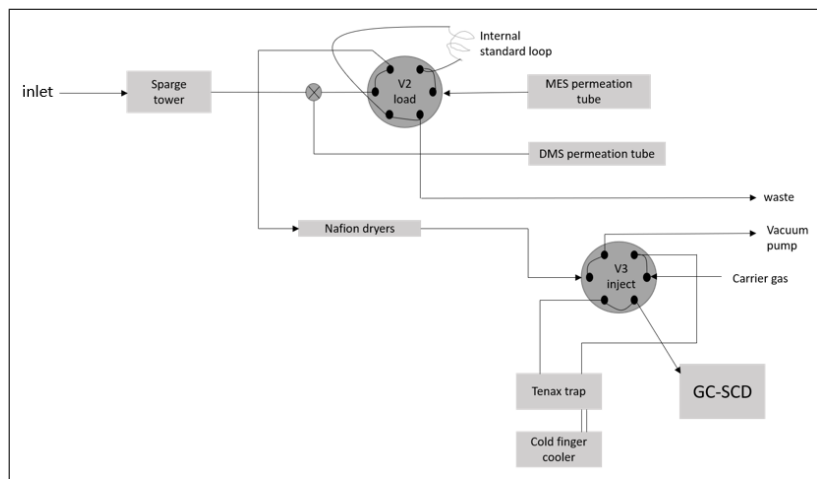 Internal
standard loop
inlet
Sparge
tower
V2
load
MES permeation
tube
DMS permeation tube
waste
Nafion dryers
Vacuum
pump
V3
inject
Carrier gas
Tenax trap
GC-SCD
Cold finger
cooler